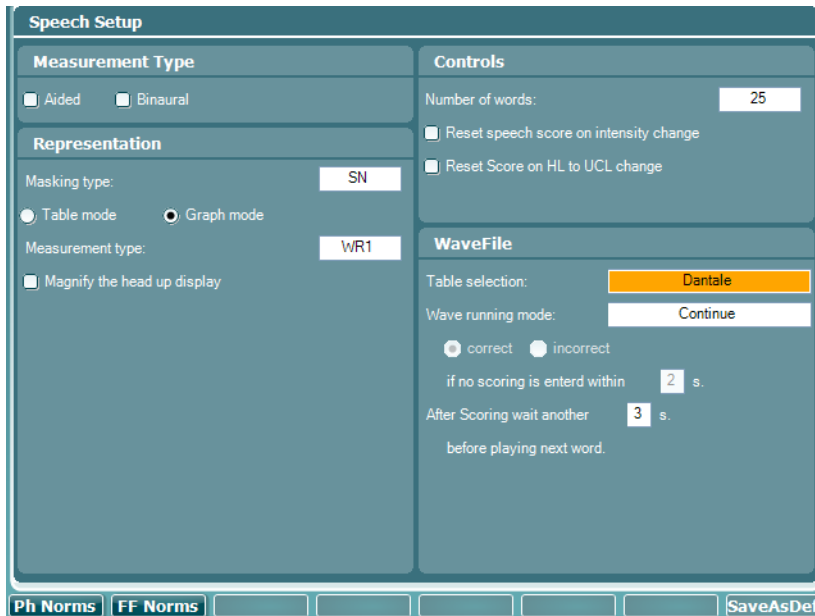 Speech Setup
Measurement Type
Aided Binaural
Representation
Masking type: SN
Table mode Graph mode
Measurement type: WR1
Magnify the head up display
Controls
Number of words: 25
Reset speech score on intensity change
Reset Score on HL to UCL change
WaveFile
Table selection: Dantale
Wave running mode: Continue
correct incorrect
if no scoring is enterd within 2 s.
After Scoring wait another 3 s.
before playing next word.
Ph Norms FF Norms SaveAsDe